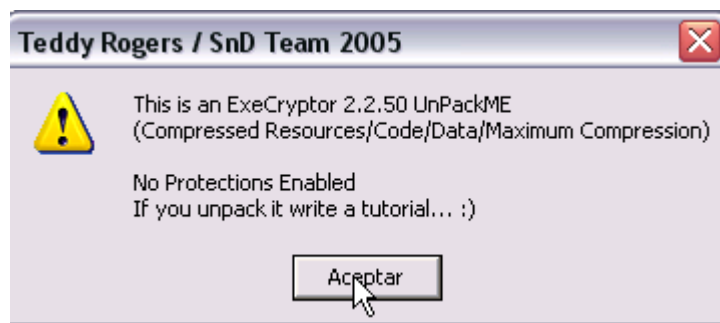 Teddy Rogers / SnD Team 2005
This is an ExeCryptor 2.2.50 UnPackME
(Compressed Resources/Code/Data/Maximum Compression)
No Protections Enabled
If you unpack it write a tutorial... :)
Aceptar